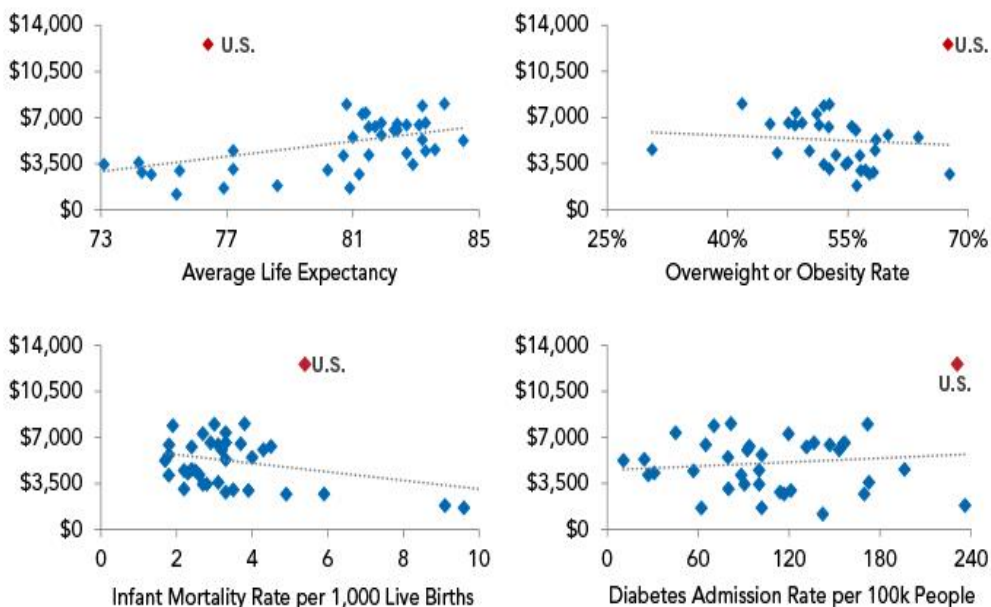 $14,000
$10,500
$7,000
$3,500
$0
U.S.
73 77 81 85
Average Life Expectancy
$14,000
$10,500
$7,000
$3,500
$0
U.S.
25% 40% 55% 70%
Overweight or Obesity Rate
$14,000
$10,500
$7,000
$3,500
$0
U.S.
0 2 4 6 8 10
Infant Mortality Rate per 1,000 Live Births
$14,000
$10,500
$7,000
$3,500
$0
U.S.
0 60 120 180 240
Diabetes Admission Rate per 100k People